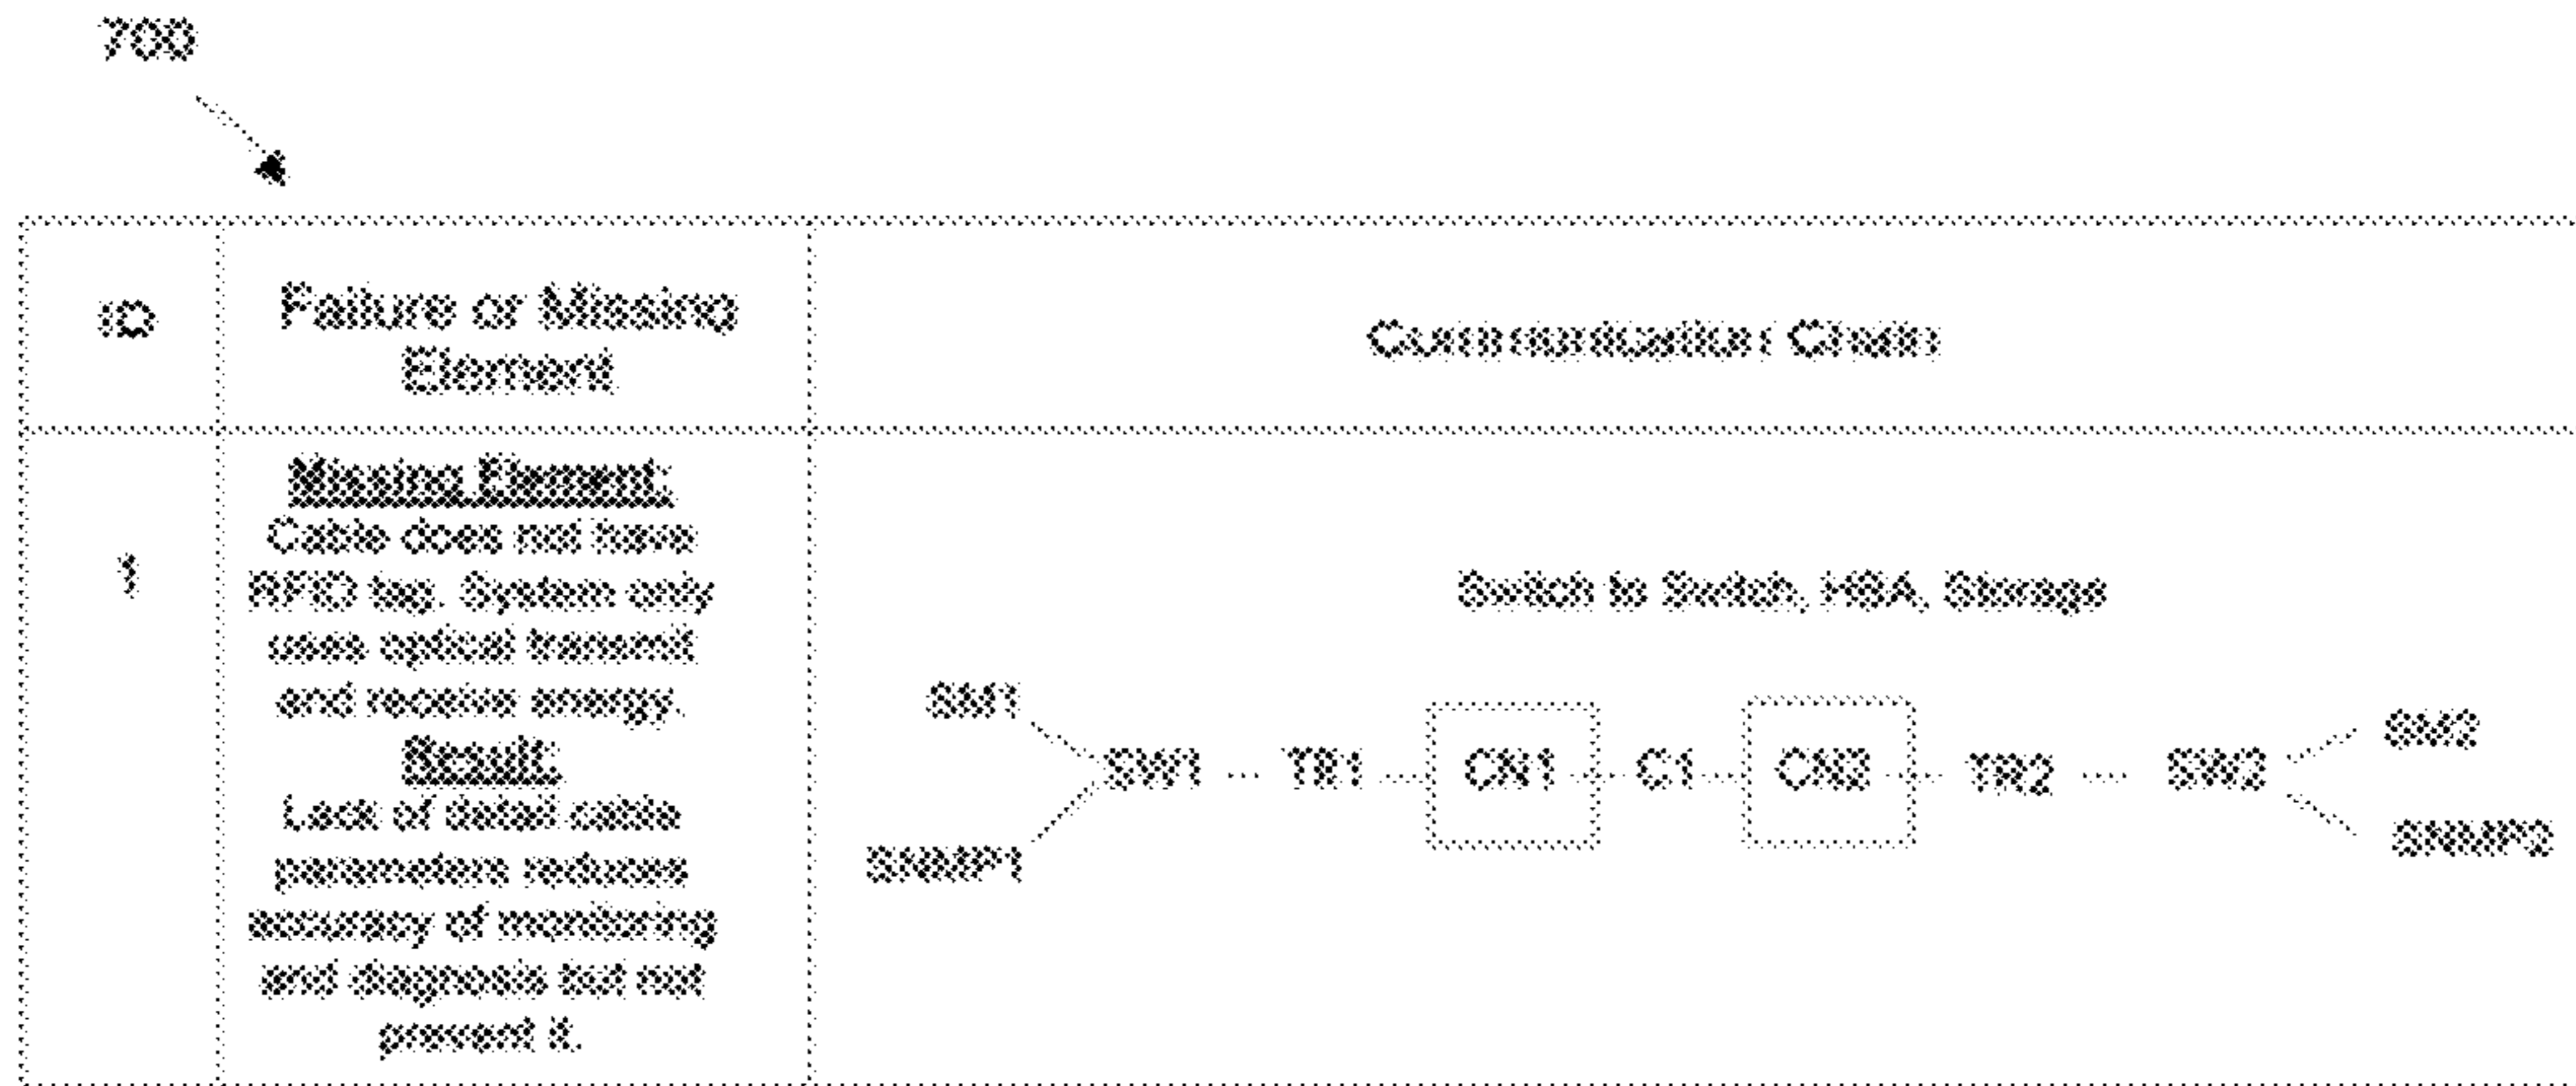 700
ID
Failure or Missing
Element
Communication Chain
1
Missing Element:
Cable does not have
RFID tag. System only
uses optical transmit
and receive energy.
Result:
Lack of detail cable
parameters reduces
accuracy of monitoring
and diagnosis but not
prevent it.
Switch to Switch, HBA, Storage
SM1
SNMP1
SW1 TR1 CN1 C1 CN2 TR2 SW2
SM2
SNMP2